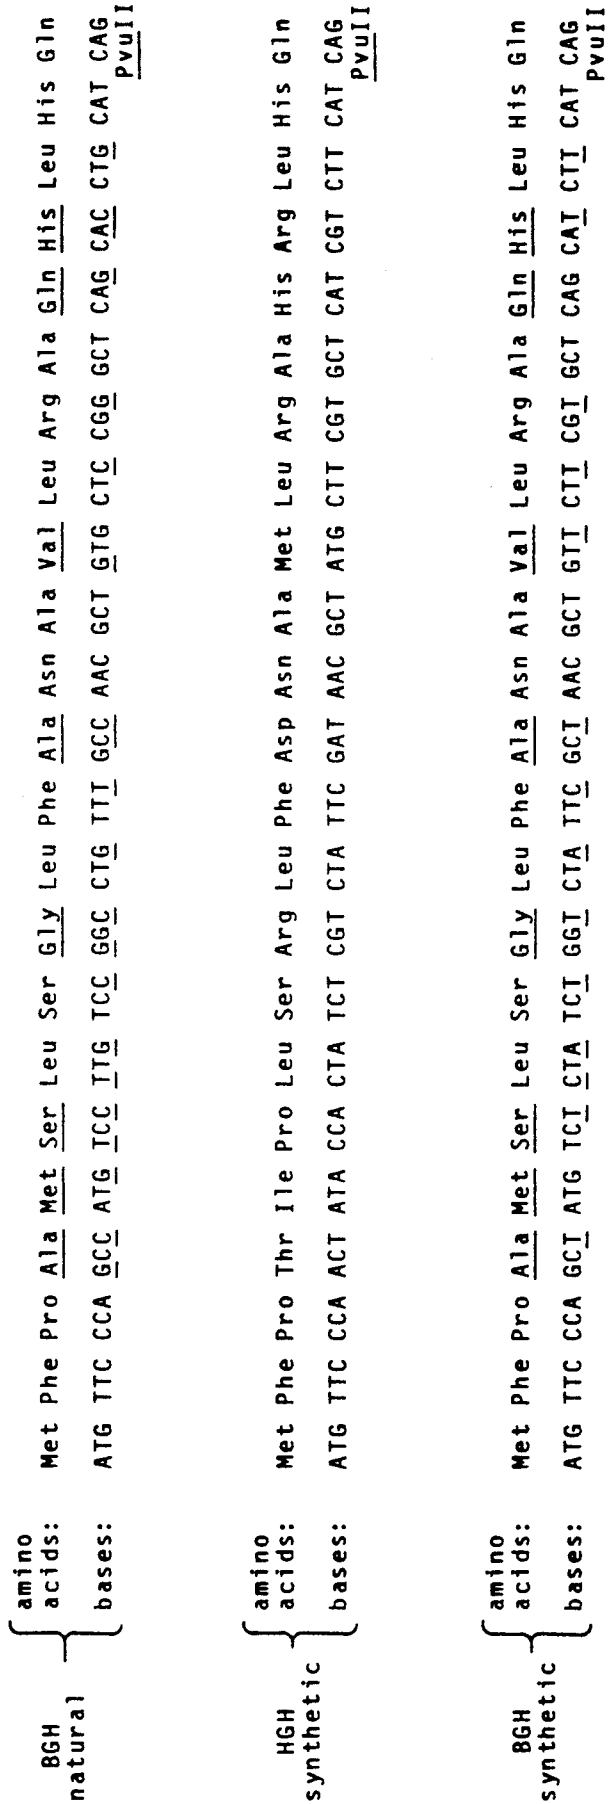 BGH natural
amino acids: Met Phe Pro Ala Met Ser Leu Ser Gly Leu Phe Ala Asn Ala Val Leu Arg Ala Gln His Leu His Gln
bases: ATG TTC CCA GCC ATG TCC TTG TCC GGC CTG TTT GCC AAC GCT GTG CTC CGG GCT CAG CAC CTG CAT CAG
PvuII
HGH synthetic
amino acids: Met Phe Pro Thr Ile Pro Leu Ser Arg Leu Phe Asp Asn Ala Met Leu Arg Ala His Arg Leu His Gln
bases: ATG TTC CCA ACT ATA CCA CTA TCT CGT CTA TTC GAT AAC GCT ATG CTT CGT GCT CAT CGT CTT CAT CAG
PvuII
BGH synthetic
amino acids: Met Phe Pro Ala Met Ser Leu Ser Gly Leu Phe Ala Asn Ala Val Leu Arg Ala Gln His Leu His Gln
bases: ATG TTC CCA GCT ATG TCT CTA TCT GGT CTA TTC GCT AAC GCT GTT CTT CGT GCT CAG CAT CTT CAT CAG
PvuII